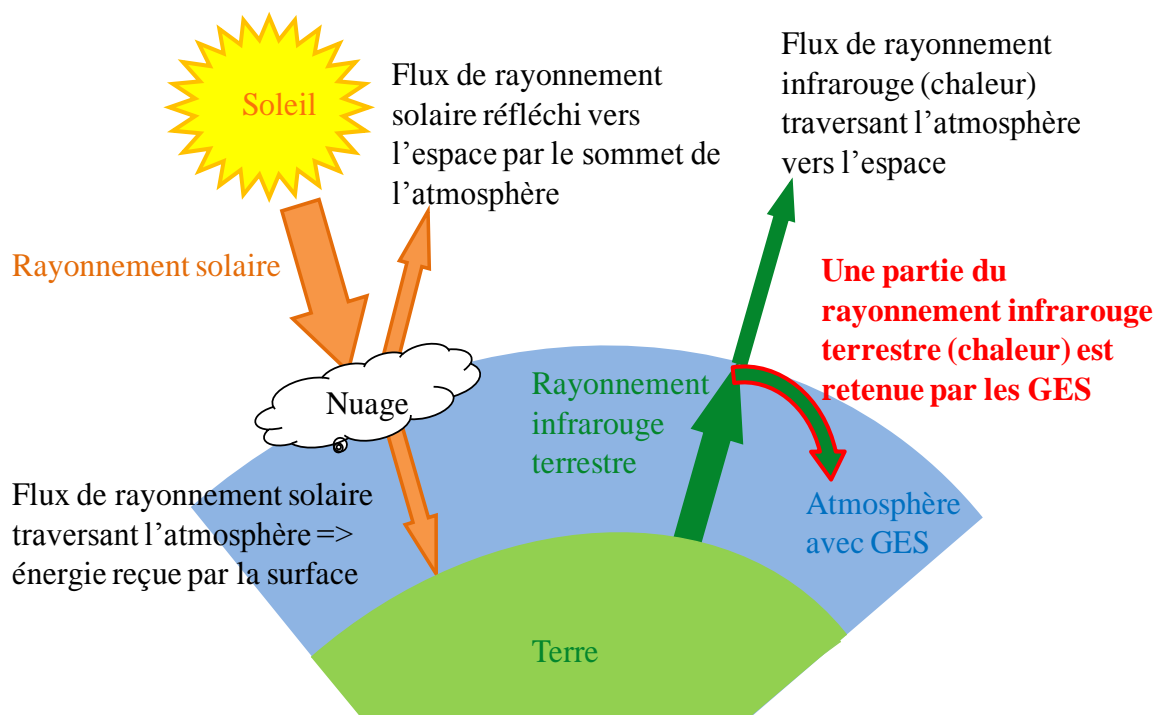 Soleil
Flux de rayonnement
solaire réfléchi vers
l’espace par le sommet de
l’atmosphère
Flux de rayonnement
infrarouge (chaleur)
traversant l’atmosphère
vers l’espace
Rayonnement solaire
Une partie du
rayonnement infrarouge
terrestre (chaleur) est
retenue par les GES
Nuage
Rayonnement
infrarouge
terrestre
Flux de rayonnement solaire
traversant l’atmosphère =>
énergie reçue par la surface
Atmosphère
avec GES
Terre